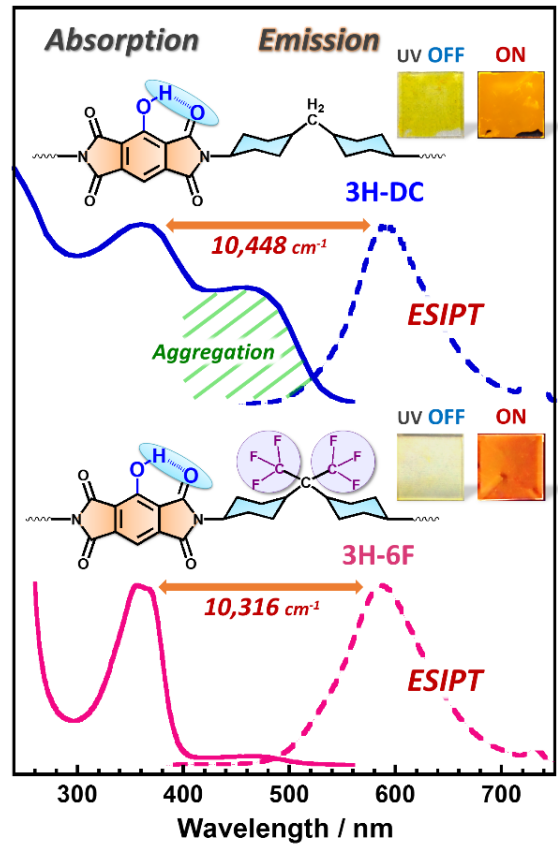 Absorption Emission
UV OFF ON
H
O O O
H₂
C
N N
O O
3H-DC
10,448 cm⁻¹
ESIPT
Aggregation
UV OFF ON
H
O O O
F F F F
C C
F F
C
N N
O O
3H-6F
10,316 cm⁻¹
ESIPT
300 400 500 600 700
Wavelength / nm